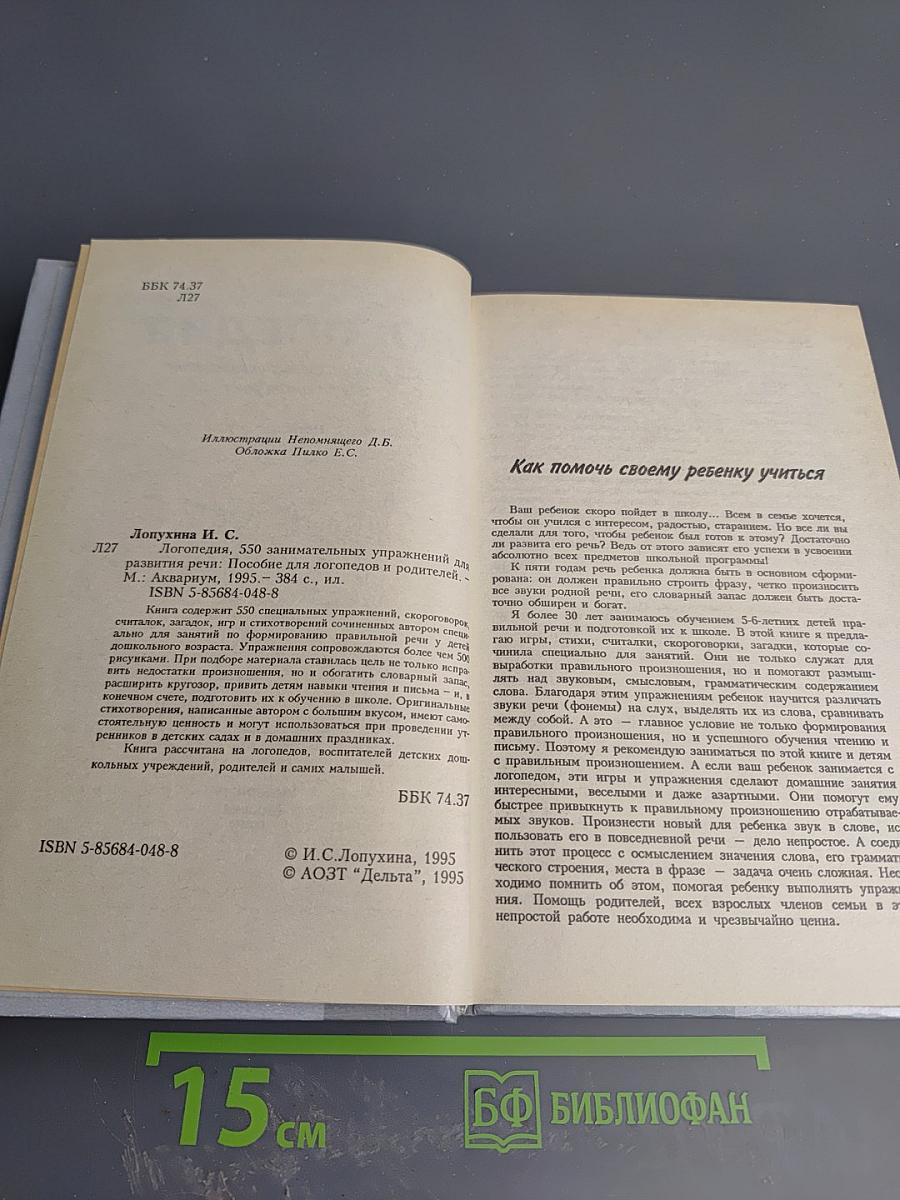 ББК 74.37
Л27
Иллюстрации Непомнящего Д.Б.
Обложка Пилко Е.С.
Лопухина И. С.
Л27 Логопедия, 550 занимательных упражнений для
развития речи: Пособие для логопедов и родителей. -
М.: Аквариум, 1995.– 384 с., ил.
ISBN 5-85684-048-8
Книга содержит 550 специальных упражнений, скороговорок,
считалок, загадок, игр и стихотворений сочиненных автором специ-
ально для занятий по формированию правильной речи у детей
дошкольного возраста. Упражнения сопровождаются более чем 500
рисунками. При подборе материала ставилась цель не только испра-
вить недостатки произношения, но и обогатить словарный запас,
расширить кругозор, привить детям навыки чтения и письма – и, в
конечном счете, подготовить их к обучению в школе. Оригинальные
стихотворения, написанные автором с большим вкусом, имеют само-
стоятельную ценность и могут использоваться при проведении ут-
ренников в детских садах и в домашних праздниках.
Книга рассчитана на логопедов, воспитателей детских дош-
кольных учреждений, родителей и самих малышей.
ББК 74.37
ISBN 5-85684-048-8
© И.С.Лопухина, 1995
© АОЗТ "Дельта", 1995
Как помочь своему ребенку учиться
Ваш ребенок скоро пойдет в школу... Всем в семье хочется,
чтобы он учился с интересом, радостью, старанием. Но все ли вы
сделали для того, чтобы ребенок был готов к этому? Достаточно
ли развита его речь? Ведь от этого зависят его успехи в усвоении
абсолютно всех предметов школьной программы!
К пяти годам речь ребенка должна быть в основном сформи-
рована: он должен правильно строить фразу, четко произносить
все звуки родной речи, его словарный запас должен быть доста-
точно обширен и богат.
Я более 30 лет занимаюсь обучением 5-6-летних детей пра-
вильной речи и подготовкой их к школе. В этой книге я предла-
гаю игры, стихи, считалки, скороговорки, загадки, которые со-
чинила специально для занятий. Они не только служат для
выработки правильного произношения, но и помогают размыш-
лять над звуковым, смысловым, грамматическим содержанием
слова. Благодаря этим упражнениям ребенок научится различать
звуки речи (фонемы) на слух, выделять их из слова, сравнивать
между собой. А это — главное условие не только формирования
правильного произношения, но и успешного обучения чтению и
письму. Поэтому я рекомендую заниматься по этой книге и детям
с правильным произношением. А если ваш ребенок занимается с
логопедом, эти игры и упражнения сделают домашние занятия
интересными, веселыми и даже азартными. Они помогут ему
быстрее привыкнуть к правильному произношению отрабатывае-
мых звуков. Произнести новый для ребенка звук в слове, ис
пользовать его в повседневной речи — дело непростое. А соеди
нить этот процесс с осмыслением значения слова, его граммат
ческого строения, места в фразе — задача очень сложная. Нео
ходимо помнить об этом, помогая ребенку выполнять упраж
ния. Помощь родителей, всех взрослых членов семьи в э
непростой работе необходима и чрезвычайно ценна.
15 см
БФ БИБЛИОФАН